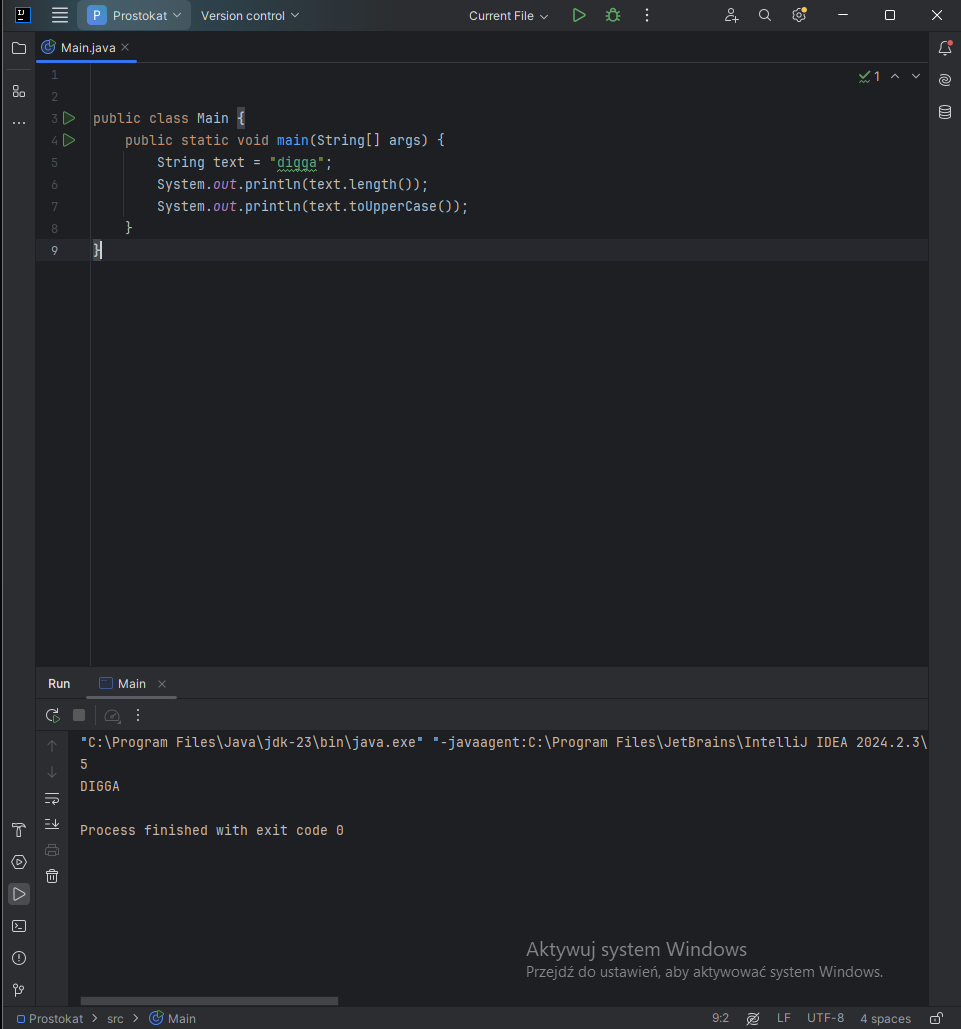 P Prostokat Version control Current File
Main.java
1
1
2
3 public class Main {
4     public static void main(String[] args) {
5         String text = "digga";
6         System.out.println(text.length());
7         System.out.println(text.toUpperCase());
8     }
9 }
Run Main
"C:\Program Files\Java\jdk-23\bin\java.exe" "-javaagent:C:\Program Files\JetBrains\IntelliJ IDEA 2024.2.3\
5
DIGGA
Process finished with exit code 0
Aktywuj system Windows
Przejdź do ustawień, aby aktywować system Windows.
Prostokat > src > Main 9:2 LF UTF-8 4 spaces